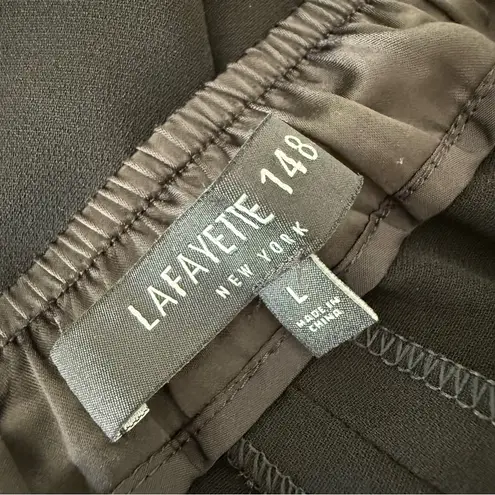 LAFAYETTE 148
NEW YORK
L
MADE IN
CHINA